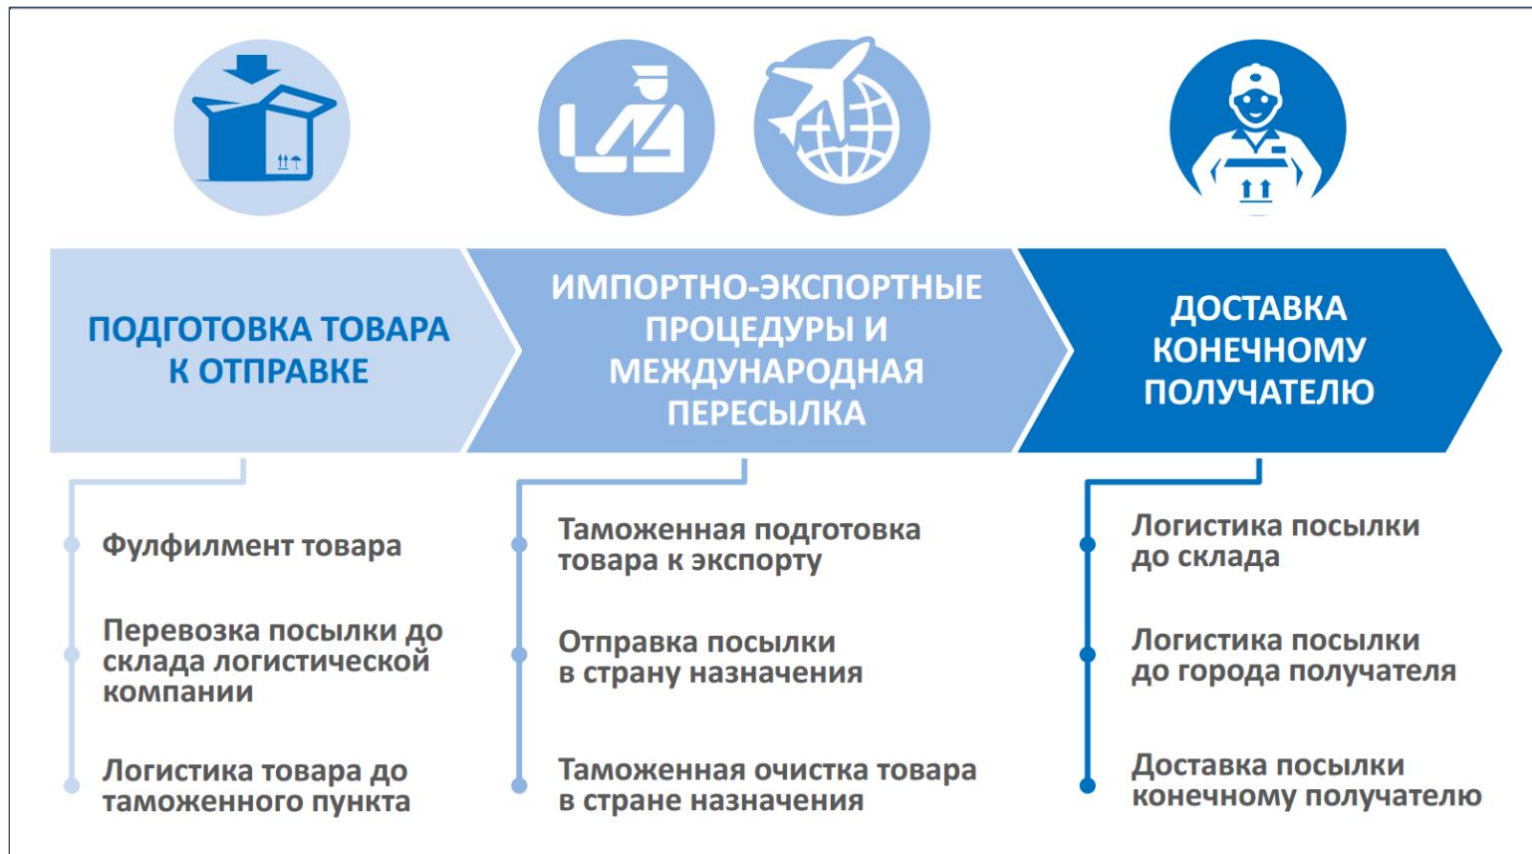 ПОДГОТОВКА ТОВАРА
К ОТПРАВКЕ
ИМПОРТНО-ЭКСПОРТНЫЕ
ПРОЦЕДУРЫ И
МЕЖДУНАРОДНАЯ
ПЕРЕСЫЛКА
ДОСТАВКА
КОНЕЧНОМУ
ПОЛУЧАТЕЛЮ
Фулфилмент товара
Перевозка посылки до
склада логистической
компании
Логистика товара до
таможенного пункта
Таможенная подготовка
товара к экспорту
Отправка посылки
в страну назначения
Таможенная очистка товара
в стране назначения
Логистика посылки
до склада
Логистика посылки
до города получателя
Доставка посылки
конечному получателю